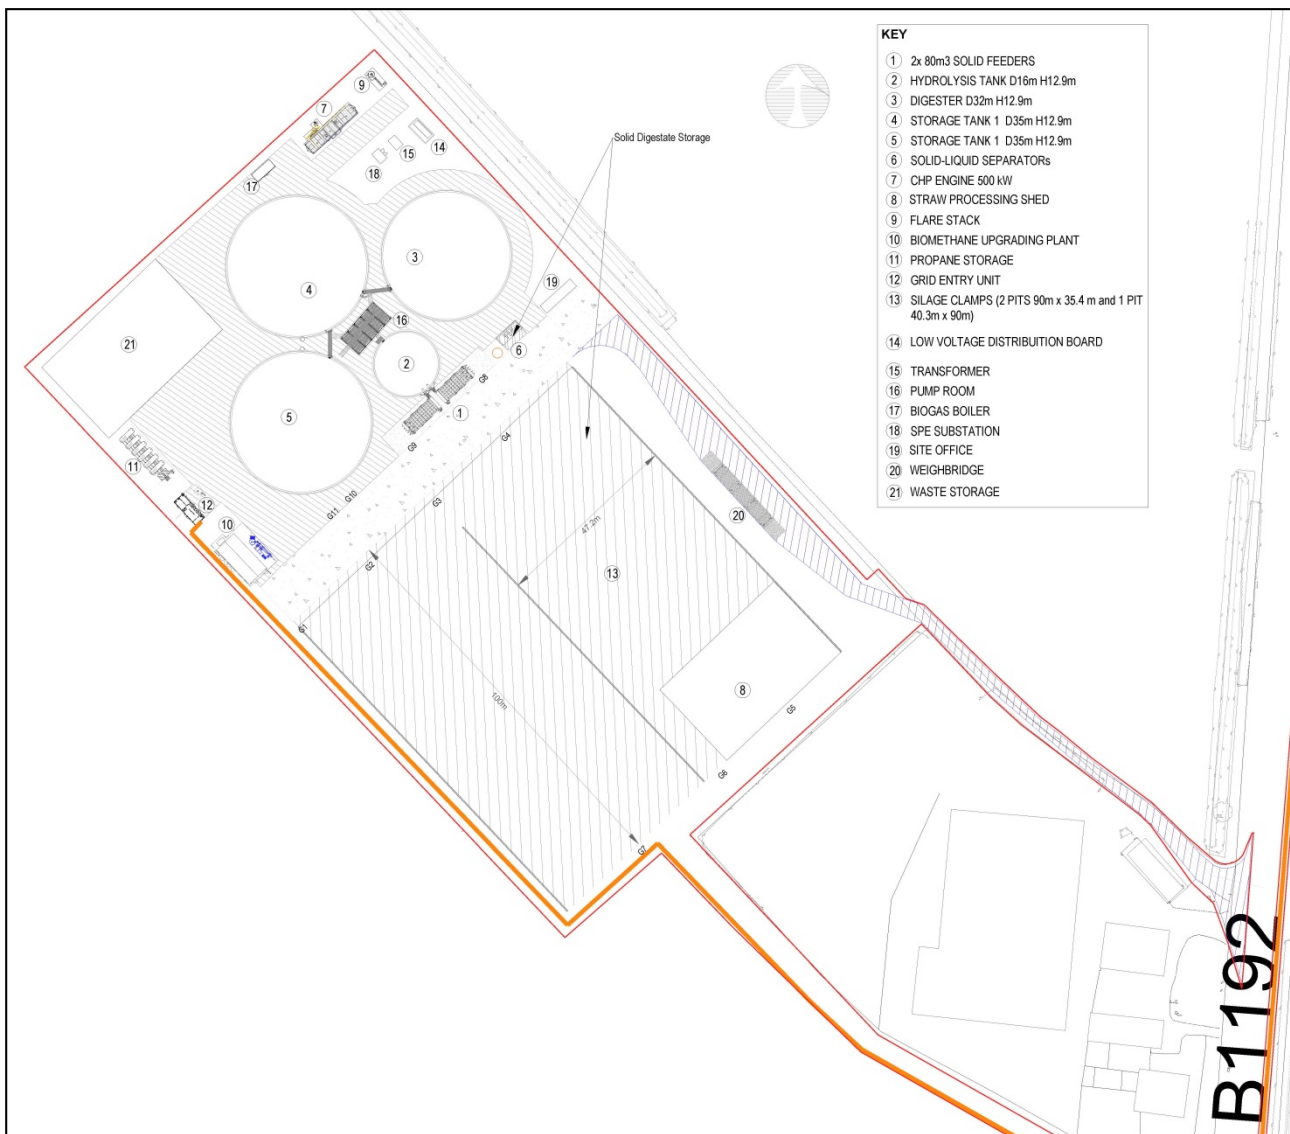 KEY
1 2x 80m3 SOLID FEEDERS
2 HYDROLYSIS TANK D16m H12.9m
3 DIGESTER D32m H12.9m
4 STORAGE TANK 1 D35m H12.9m
5 STORAGE TANK 1 D35m H12.9m
6 SOLID-LIQUID SEPARATORs
7 CHP ENGINE 500 kW
8 STRAW PROCESSING SHED
9 FLARE STACK
10 BIOMETHANE UPGRADING PLANT
11 PROPANE STORAGE
12 GRID ENTRY UNIT
13 SILAGE CLAMPS (2 PITS 90m x 35.4 m and 1 PIT
40.3m x 90m)
14 LOW VOLTAGE DISTRIBUITION BOARD
15 TRANSFORMER
16 PUMP ROOM
17 BIOGAS BOILER
18 SPE SUBSTATION
19 SITE OFFICE
20 WEIGHBRIDGE
21 WASTE STORAGE
9
7
14
15
18
17
Solid Digestate Storage
3
4
19
16
21
6
2
G8
1
5
G4
G9
11
G10
G3
G11
12
10
20
47.2m
G2
13
G1
8
100m
G5
G6
G7
B1192